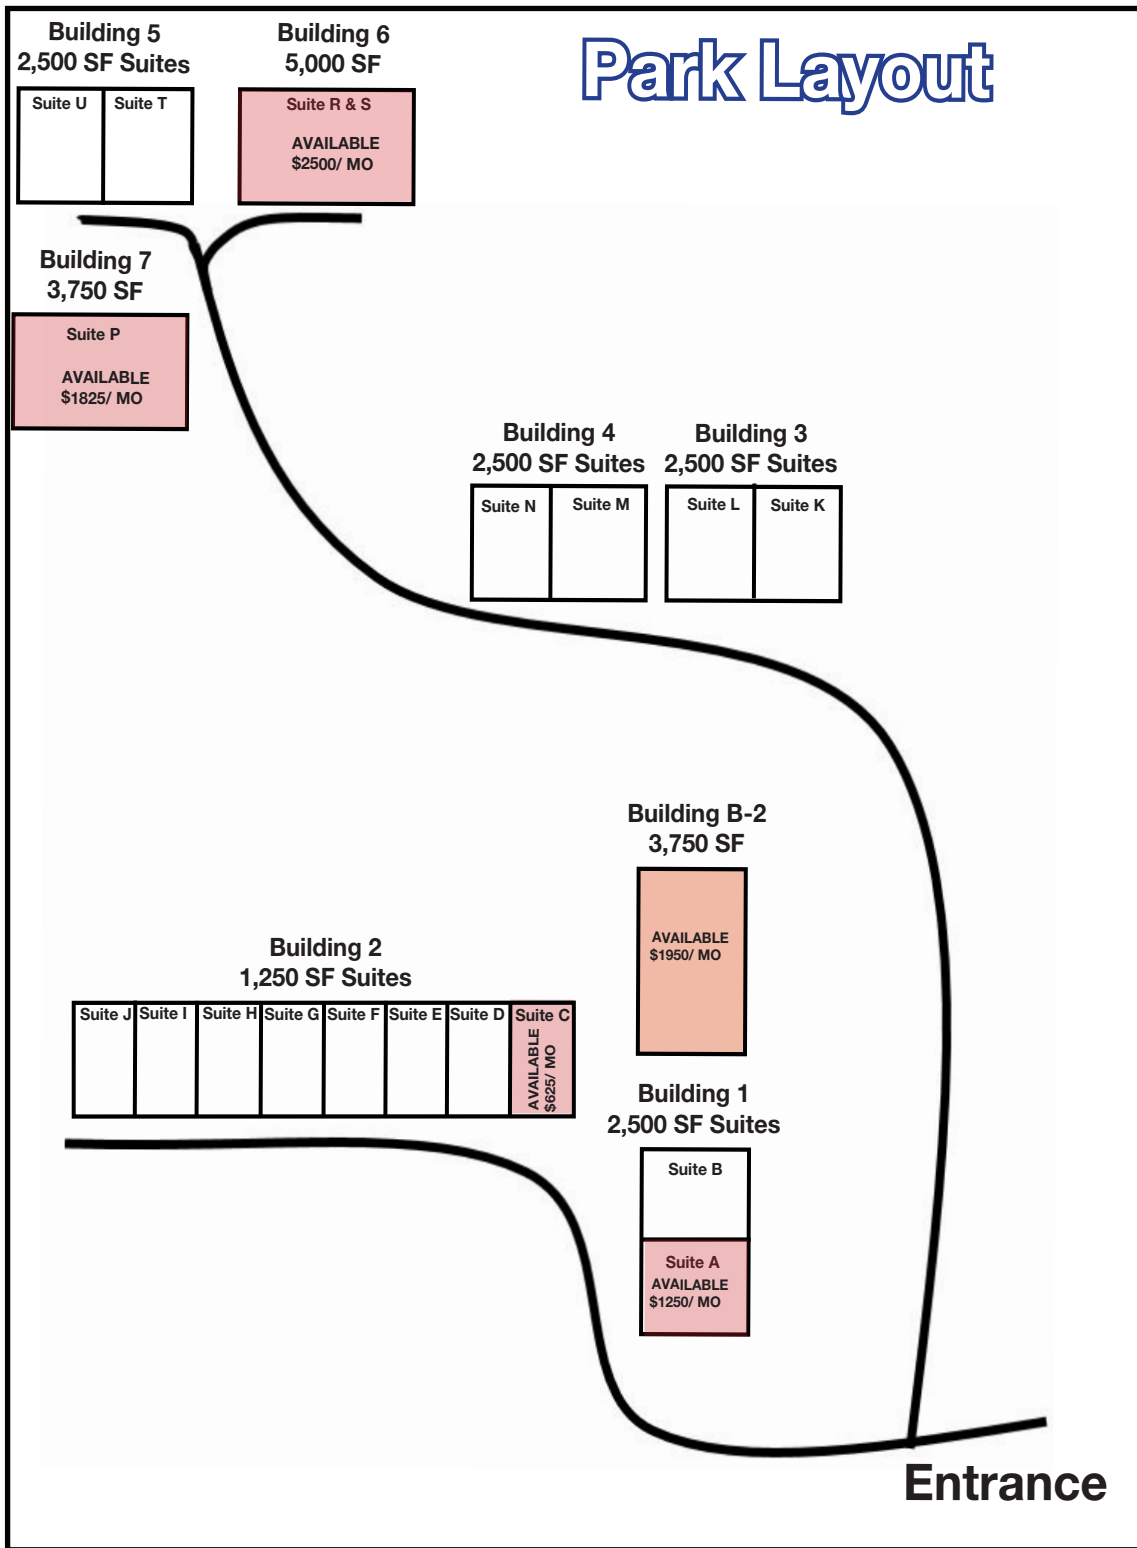 Park Layout
Building 5
2,500 SF Suites
Suite U
Suite T
Building 6
5,000 SF
Suite R & S
AVAILABLE
$2500/ MO
Building 7
3,750 SF
Suite P
AVAILABLE
$1825/ MO
Building 4
2,500 SF Suites
Suite N
Suite M
Building 3
2,500 SF Suites
Suite L
Suite K
Building B-2
3,750 SF
AVAILABLE
$1950/ MO
Building 2
1,250 SF Suites
Suite J
Suite I
Suite H
Suite G
Suite F
Suite E
Suite D
Suite C
AVAILABLE
$625/ MO
Building 1
2,500 SF Suites
Suite B
Suite A
AVAILABLE
$1250/ MO
Entrance